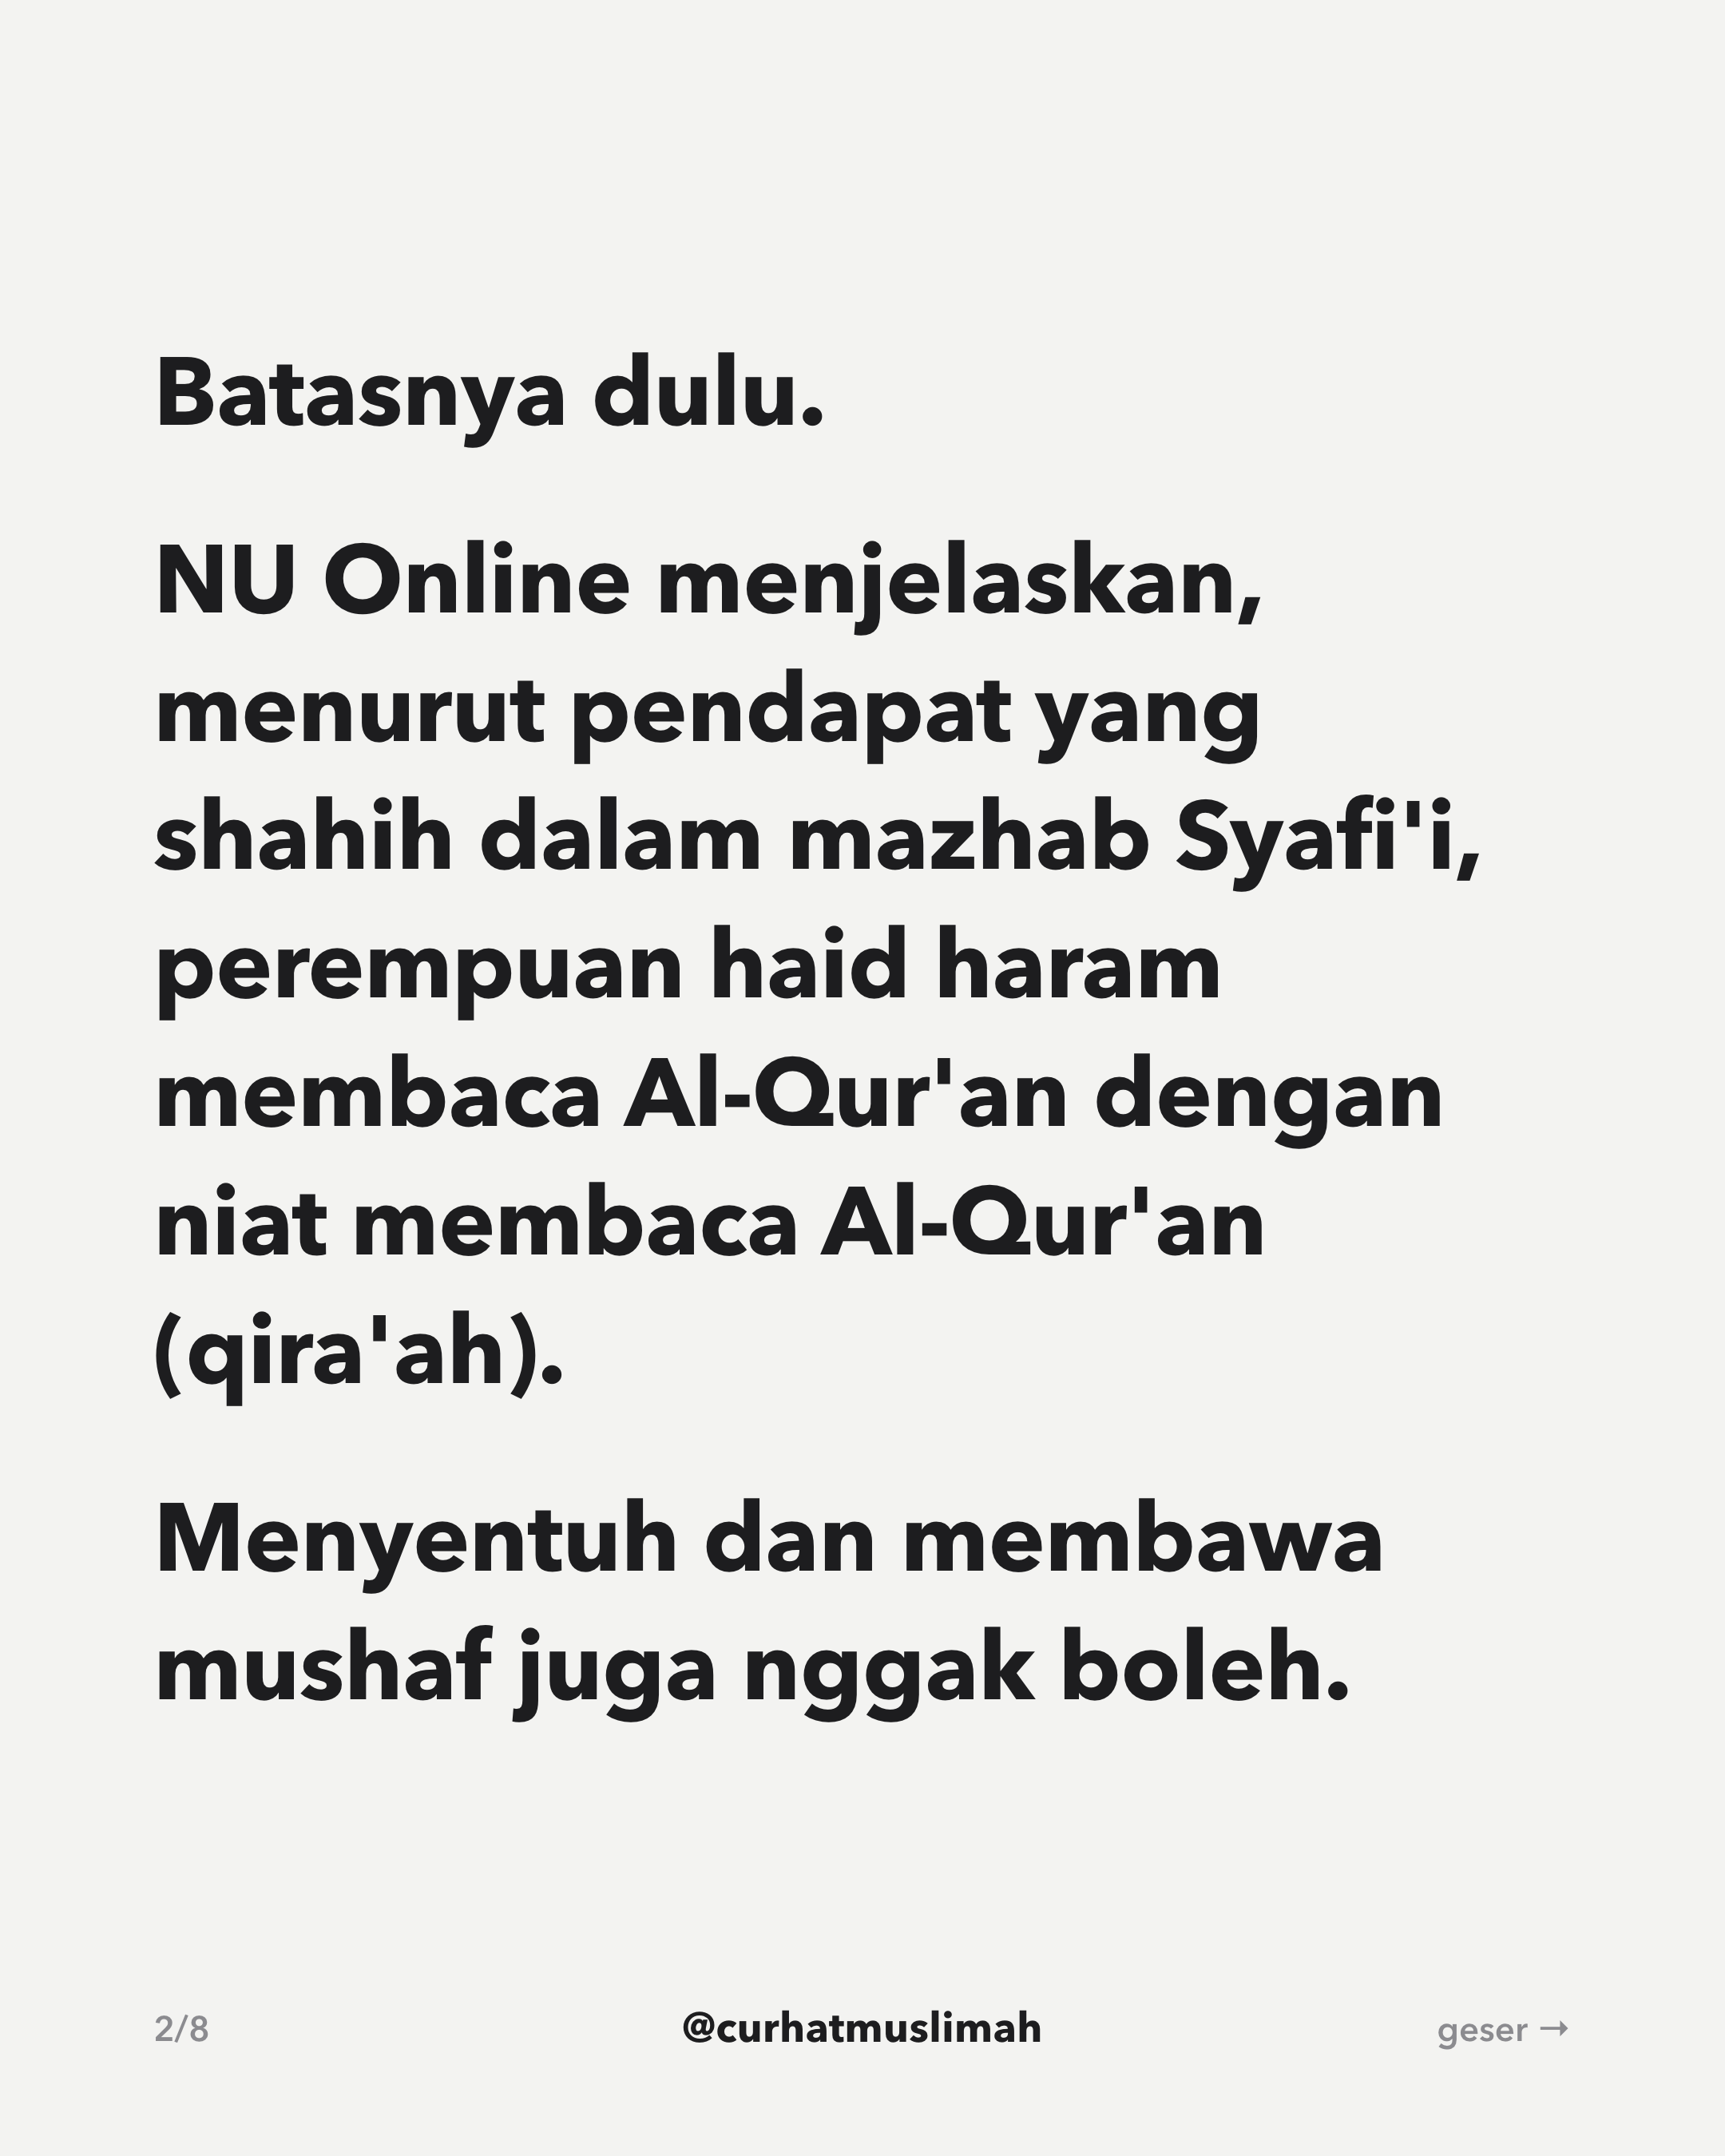 Batasnya dulu.
NU Online menjelaskan,
menurut pendapat yang
shahih dalam mazhab Syafi'i,
perempuan haid haram
membaca Al-Qur'an dengan
niat membaca Al-Qur'an
(qira'ah).
Menyentuh dan membawa
mushaf juga nggak boleh.
2/8
@curhatmuslimah
geser →